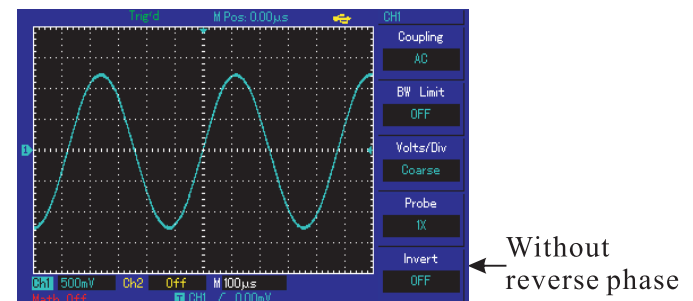 Trig'd M Pos: 0.00μs CH1
Coupling
AC
BW Limit
OFF
Volts/Div
Coarse
Probe
1X
Invert
OFF
Without
reverse phase
1
Ch1 500mV Ch2 Off M 100μs
Math Off T CH1 / 0.00mV